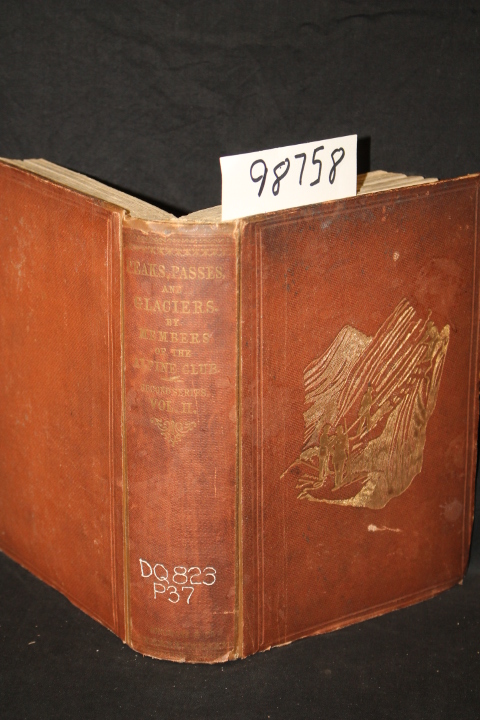 98758
PEAKS, PASSES,
AND
GLACIERS.
BY
MEMBERS
OF THE
ALPINE CLUB.
SECOND SERIES.
VOL. II.
DQ 823
P37